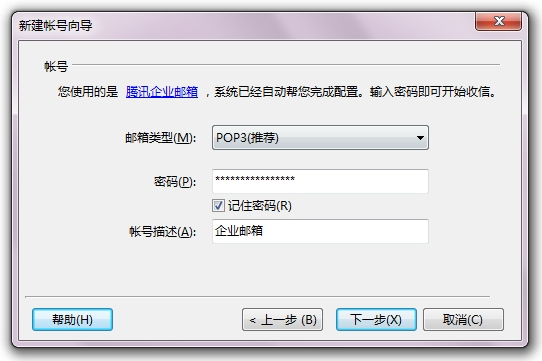 新建帐号向导
帐号
您使用的是 腾讯企业邮箱 ，系统已经自动帮您完成配置。输入密码即可开始收信。
邮箱类型(M): POP3(推荐)
密码(P): ****************
记住密码(R)
帐号描述(A): 企业邮箱
帮助(H) < 上一步 (B) 下一步(X) 取消(C)